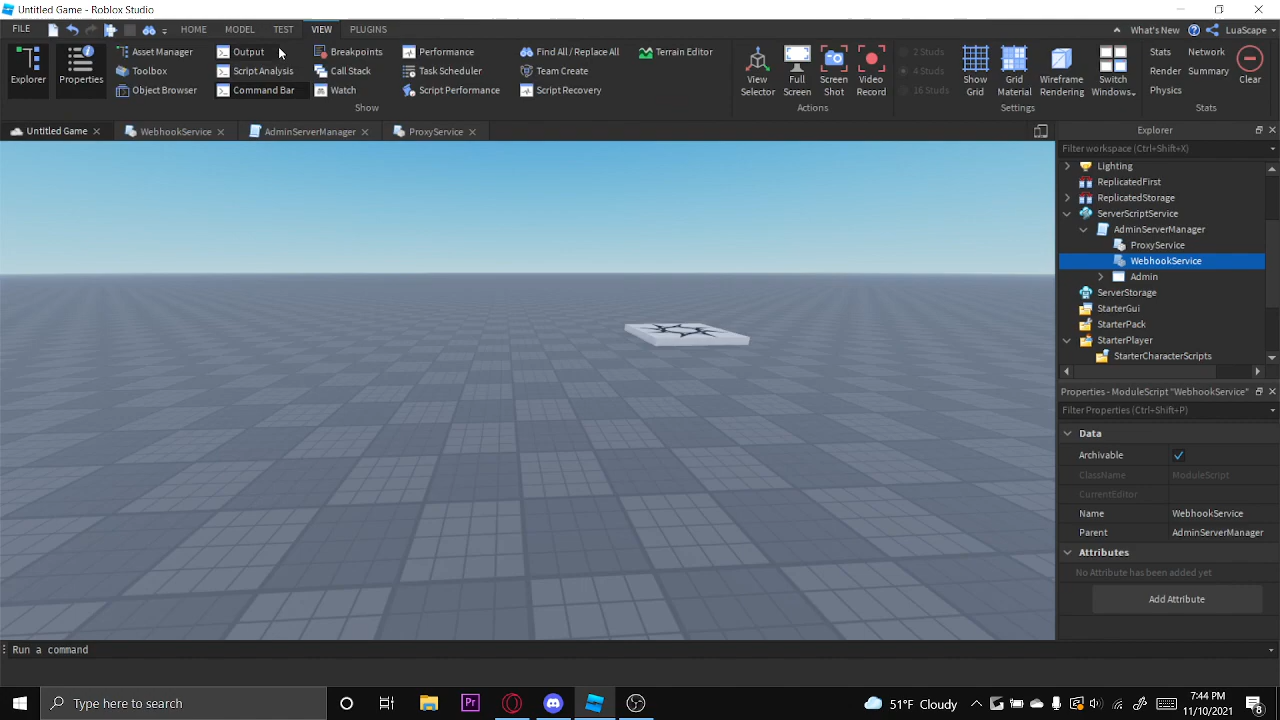 Untitled Game - Roblox Studio
FILE HOME MODEL TEST VIEW PLUGINS What's New LuaScape
Output Breakpoints Performance Find All / Replace All Terrain Editor 2 Studs Stats Network
Asset Manager
Toolbox Script Analysis Call Stack Task Scheduler Team Create 4 Studs Render Summary
Object Browser Command Bar Watch Script Performance Script Recovery 16 Studs Physics
Explorer Properties View Selector Full Screen Screen Shot Video Record Show Grid Grid Material Wireframe Rendering Switch Windows Clear
Show Actions Settings Stats
Untitled Game WebhookService AdminServerManager ProxyService
Explorer
Filter workspace (Ctrl+Shift+X)
Lighting
ReplicatedFirst
ReplicatedStorage
ServerScriptService
AdminServerManager
ProxyService
WebhookService
Admin
ServerStorage
StarterGui
StarterPack
StarterPlayer
StarterCharacterScripts
Properties - ModuleScript "WebhookService"
Filter Properties (Ctrl+Shift+P)
Data
Archivable
ClassName ModuleScript
CurrentEditor
Name WebhookService
Parent AdminServerManager
Attributes
No Attribute has been added yet
Add Attribute
Run a command
Type here to search
Pr
51°F Cloudy
7:44 PM
11/10/2021
8